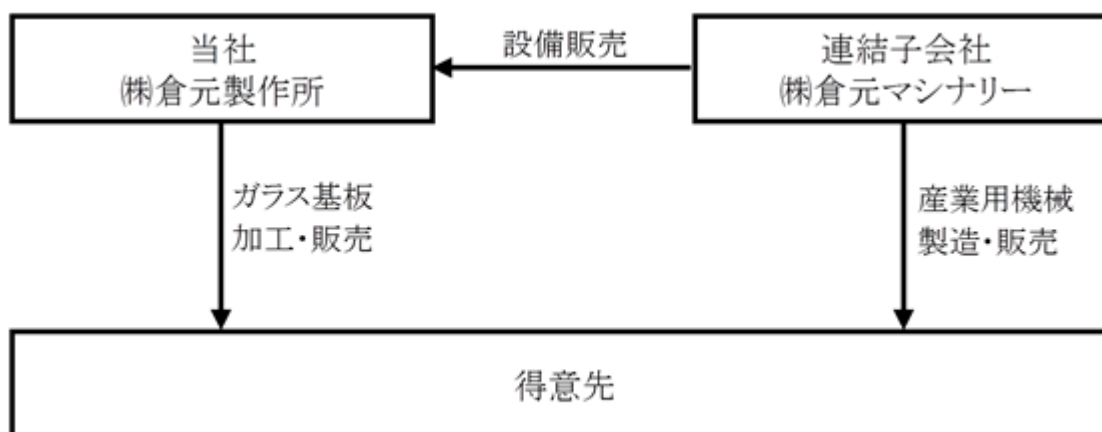 当社
㈱倉元製作所
設備販売
連結子会社
㈱倉元マシナリー
ガラス基板
加工・販売
産業用機械
製造・販売
得意先